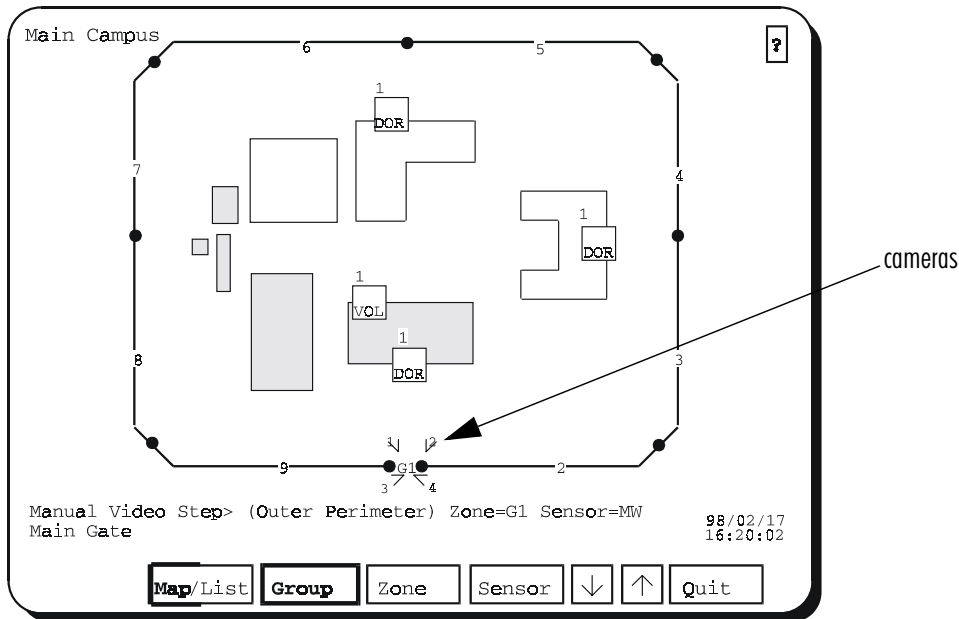 Main Campus
?
6
5
1
DOR
7
4
1
DOR
cameras
1
VOL
1
DOR
8
3
1
2
9
G1
2
3
4
Manual Video Step> (Outer Perimeter) Zone=G1 Sensor=MW
Main Gate
98/02/17
16:20:02
Map/List
Group
Zone
Sensor
↓
↑
Quit